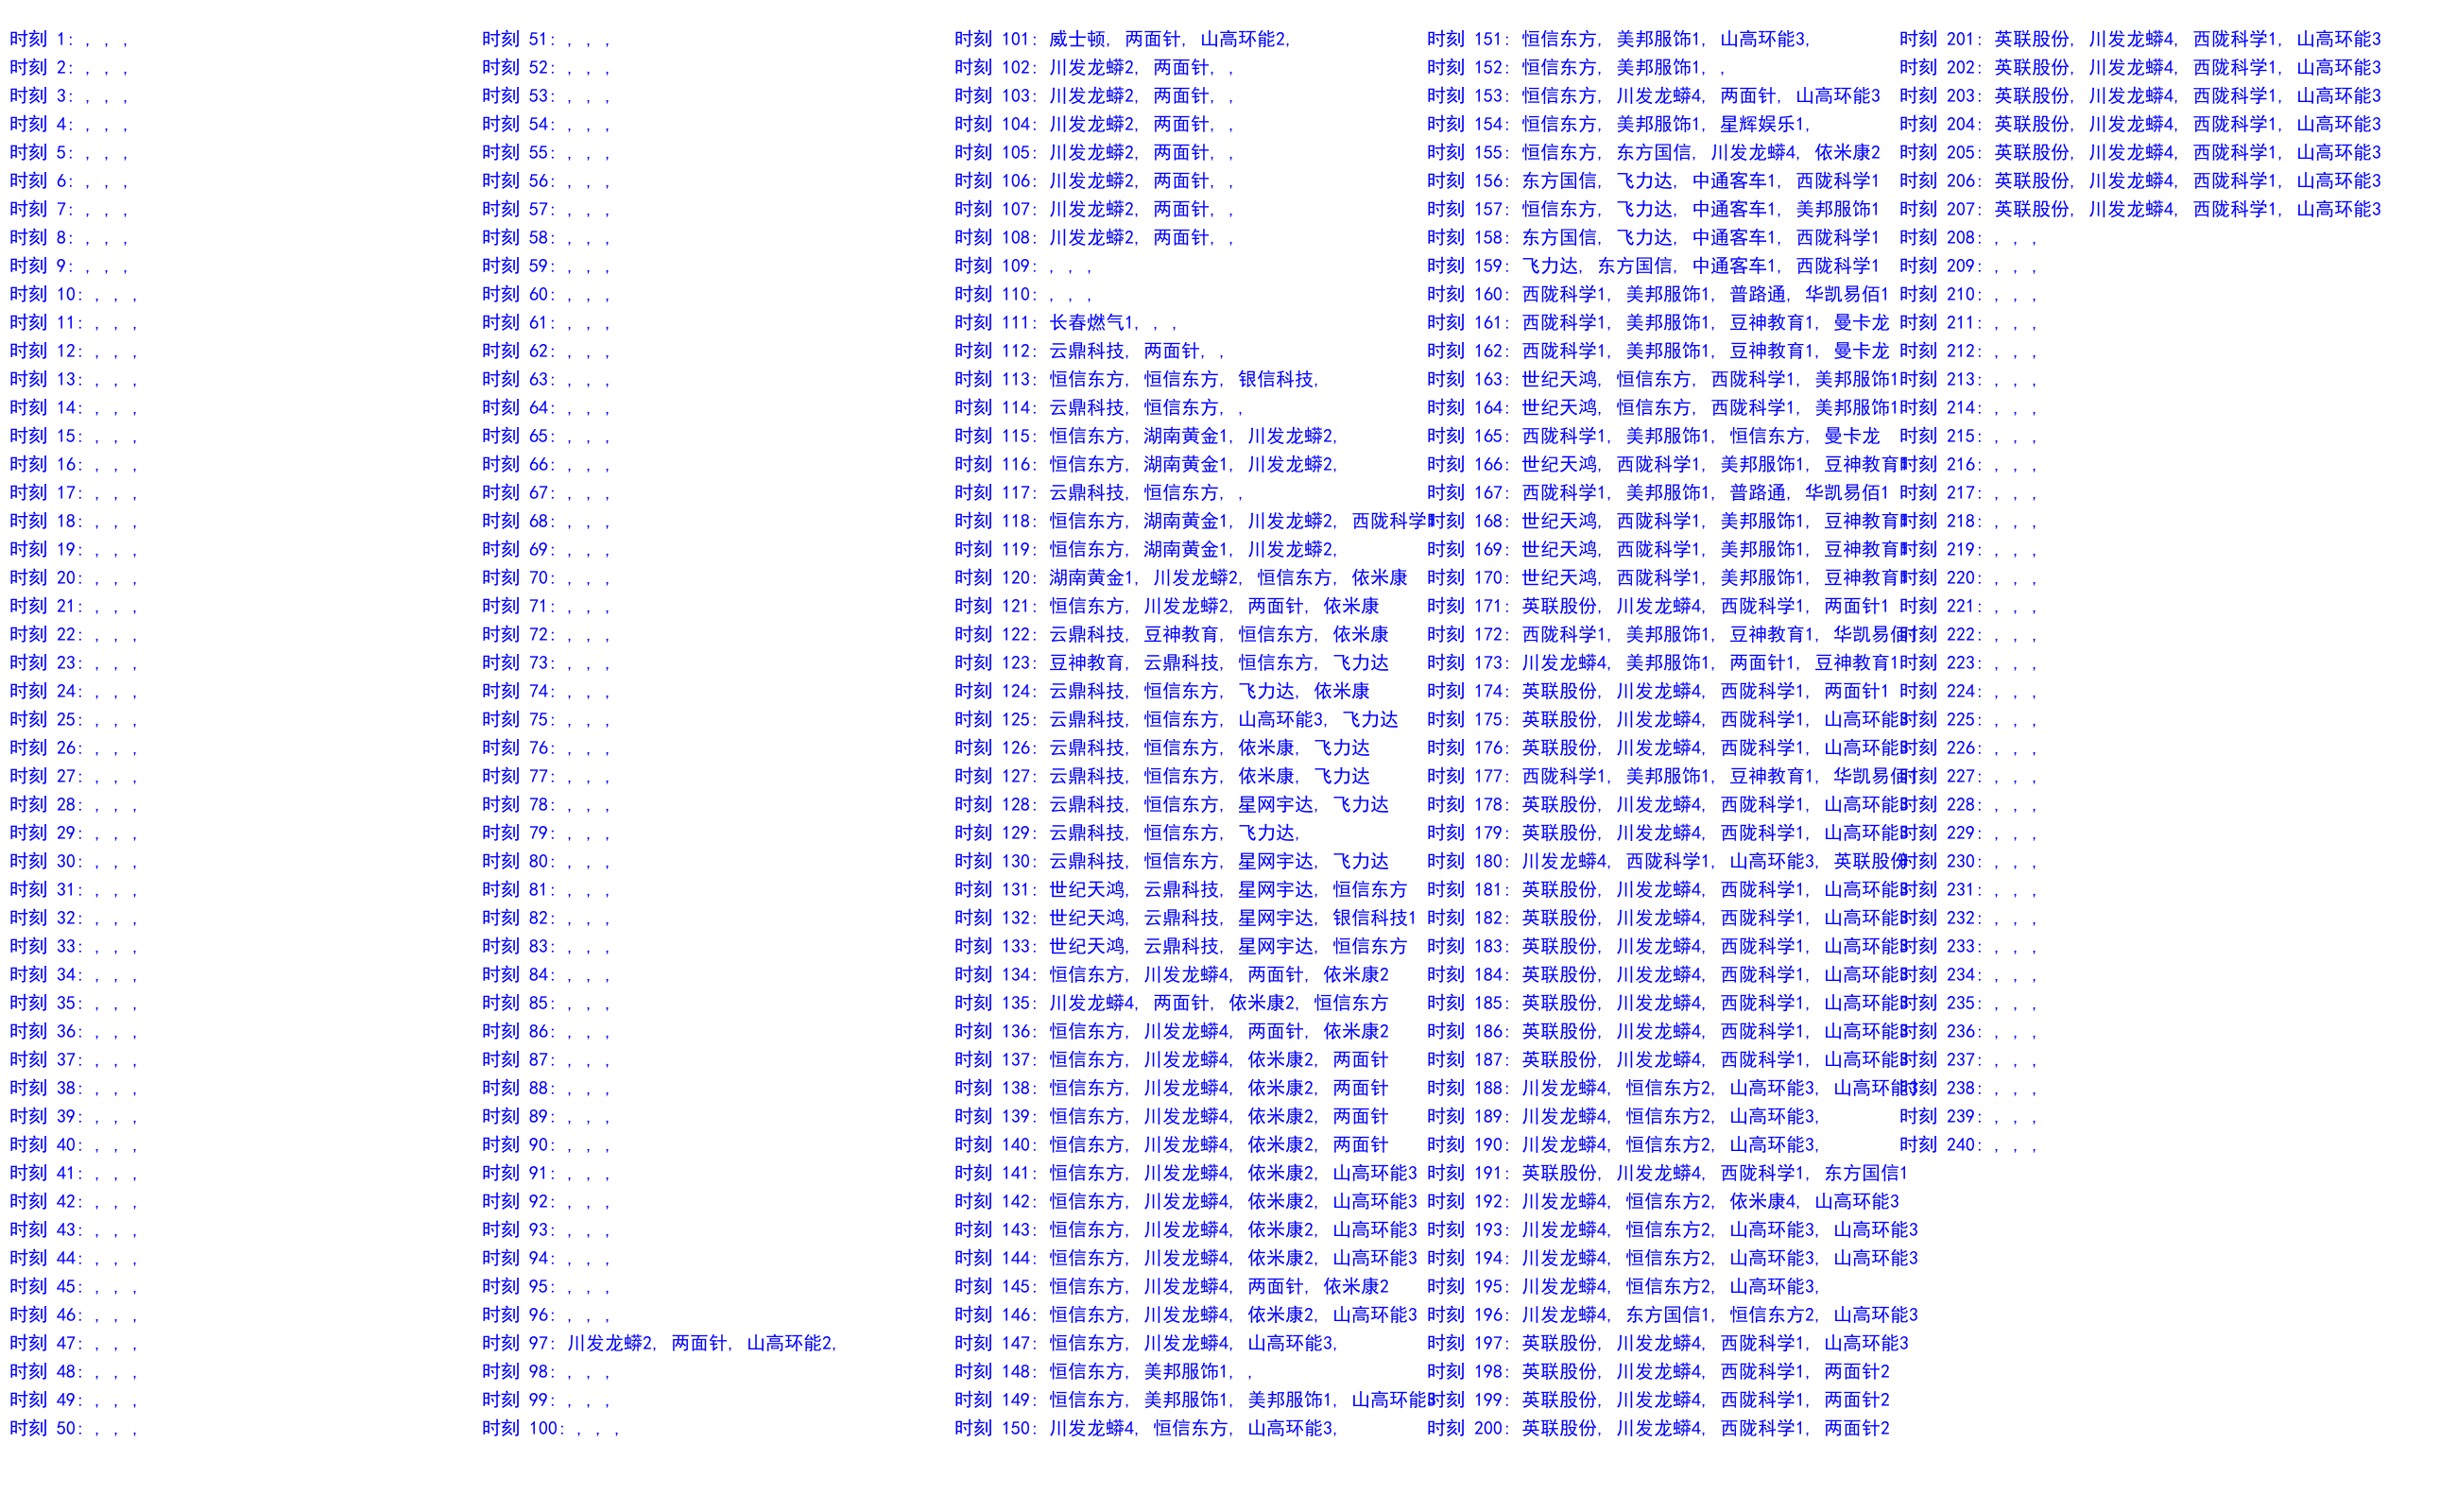 时刻 1: , , ,
时刻 2: , , ,
时刻 3: , , ,
时刻 4: , , ,
时刻 5: , , ,
时刻 6: , , ,
时刻 7: , , ,
时刻 8: , , ,
时刻 9: , , ,
时刻 10: , , ,
时刻 11: , , ,
时刻 12: , , ,
时刻 13: , , ,
时刻 14: , , ,
时刻 15: , , ,
时刻 16: , , ,
时刻 17: , , ,
时刻 18: , , ,
时刻 19: , , ,
时刻 20: , , ,
时刻 21: , , ,
时刻 22: , , ,
时刻 23: , , ,
时刻 24: , , ,
时刻 25: , , ,
时刻 26: , , ,
时刻 27: , , ,
时刻 28: , , ,
时刻 29: , , ,
时刻 30: , , ,
时刻 31: , , ,
时刻 32: , , ,
时刻 33: , , ,
时刻 34: , , ,
时刻 35: , , ,
时刻 36: , , ,
时刻 37: , , ,
时刻 38: , , ,
时刻 39: , , ,
时刻 40: , , ,
时刻 41: , , ,
时刻 42: , , ,
时刻 43: , , ,
时刻 44: , , ,
时刻 45: , , ,
时刻 46: , , ,
时刻 47: , , ,
时刻 48: , , ,
时刻 49: , , ,
时刻 50: , , ,
时刻 51: , , ,
时刻 52: , , ,
时刻 53: , , ,
时刻 54: , , ,
时刻 55: , , ,
时刻 56: , , ,
时刻 57: , , ,
时刻 58: , , ,
时刻 59: , , ,
时刻 60: , , ,
时刻 61: , , ,
时刻 62: , , ,
时刻 63: , , ,
时刻 64: , , ,
时刻 65: , , ,
时刻 66: , , ,
时刻 67: , , ,
时刻 68: , , ,
时刻 69: , , ,
时刻 70: , , ,
时刻 71: , , ,
时刻 72: , , ,
时刻 73: , , ,
时刻 74: , , ,
时刻 75: , , ,
时刻 76: , , ,
时刻 77: , , ,
时刻 78: , , ,
时刻 79: , , ,
时刻 80: , , ,
时刻 81: , , ,
时刻 82: , , ,
时刻 83: , , ,
时刻 84: , , ,
时刻 85: , , ,
时刻 86: , , ,
时刻 87: , , ,
时刻 88: , , ,
时刻 89: , , ,
时刻 90: , , ,
时刻 91: , , ,
时刻 92: , , ,
时刻 93: , , ,
时刻 94: , , ,
时刻 95: , , ,
时刻 96: , , ,
时刻 97: 川发龙蟒2, 两面针, 山高环能2,
时刻 98: , , ,
时刻 99: , , ,
时刻 100: , , ,
时刻 101: 威士顿, 两面针, 山高环能2,
时刻 102: 川发龙蟒2, 两面针, ,
时刻 103: 川发龙蟒2, 两面针, ,
时刻 104: 川发龙蟒2, 两面针, ,
时刻 105: 川发龙蟒2, 两面针, ,
时刻 106: 川发龙蟒2, 两面针, ,
时刻 107: 川发龙蟒2, 两面针, ,
时刻 108: 川发龙蟒2, 两面针, ,
时刻 109: , , ,
时刻 110: , , ,
时刻 111: 长春燃气1, , ,
时刻 112: 云鼎科技, 两面针, ,
时刻 113: 恒信东方, 恒信东方, 银信科技,
时刻 114: 云鼎科技, 恒信东方, ,
时刻 115: 恒信东方, 湖南黄金1, 川发龙蟒2,
时刻 116: 恒信东方, 湖南黄金1, 川发龙蟒2,
时刻 117: 云鼎科技, 恒信东方, ,
时刻 118: 恒信东方, 湖南黄金1, 川发龙蟒2, 西陇科学1
时刻 119: 恒信东方, 湖南黄金1, 川发龙蟒2,
时刻 120: 湖南黄金1, 川发龙蟒2, 恒信东方, 依米康
时刻 121: 恒信东方, 川发龙蟒2, 两面针, 依米康
时刻 122: 云鼎科技, 豆神教育, 恒信东方, 依米康
时刻 123: 豆神教育, 云鼎科技, 恒信东方, 飞力达
时刻 124: 云鼎科技, 恒信东方, 飞力达, 依米康
时刻 125: 云鼎科技, 恒信东方, 山高环能3, 飞力达
时刻 126: 云鼎科技, 恒信东方, 依米康, 飞力达
时刻 127: 云鼎科技, 恒信东方, 依米康, 飞力达
时刻 128: 云鼎科技, 恒信东方, 星网宇达, 飞力达
时刻 129: 云鼎科技, 恒信东方, 飞力达,
时刻 130: 云鼎科技, 恒信东方, 星网宇达, 飞力达
时刻 131: 世纪天鸿, 云鼎科技, 星网宇达, 恒信东方
时刻 132: 世纪天鸿, 云鼎科技, 星网宇达, 银信科技1
时刻 133: 世纪天鸿, 云鼎科技, 星网宇达, 恒信东方
时刻 134: 恒信东方, 川发龙蟒4, 两面针, 依米康2
时刻 135: 川发龙蟒4, 两面针, 依米康2, 恒信东方
时刻 136: 恒信东方, 川发龙蟒4, 两面针, 依米康2
时刻 137: 恒信东方, 川发龙蟒4, 依米康2, 两面针
时刻 138: 恒信东方, 川发龙蟒4, 依米康2, 两面针
时刻 139: 恒信东方, 川发龙蟒4, 依米康2, 两面针
时刻 140: 恒信东方, 川发龙蟒4, 依米康2, 两面针
时刻 141: 恒信东方, 川发龙蟒4, 依米康2, 山高环能3
时刻 142: 恒信东方, 川发龙蟒4, 依米康2, 山高环能3
时刻 143: 恒信东方, 川发龙蟒4, 依米康2, 山高环能3
时刻 144: 恒信东方, 川发龙蟒4, 依米康2, 山高环能3
时刻 145: 恒信东方, 川发龙蟒4, 两面针, 依米康2
时刻 146: 恒信东方, 川发龙蟒4, 依米康2, 山高环能3
时刻 147: 恒信东方, 川发龙蟒4, 山高环能3,
时刻 148: 恒信东方, 美邦服饰1, ,
时刻 149: 恒信东方, 美邦服饰1, 美邦服饰1, 山高环能3
时刻 150: 川发龙蟒4, 恒信东方, 山高环能3,
时刻 151: 恒信东方, 美邦服饰1, 山高环能3,
时刻 152: 恒信东方, 美邦服饰1, ,
时刻 153: 恒信东方, 川发龙蟒4, 两面针, 山高环能3
时刻 154: 恒信东方, 美邦服饰1, 星辉娱乐1,
时刻 155: 恒信东方, 东方国信, 川发龙蟒4, 依米康2
时刻 156: 东方国信, 飞力达, 中通客车1, 西陇科学1
时刻 157: 恒信东方, 飞力达, 中通客车1, 美邦服饰1
时刻 158: 东方国信, 飞力达, 中通客车1, 西陇科学1
时刻 159: 飞力达, 东方国信, 中通客车1, 西陇科学1
时刻 160: 西陇科学1, 美邦服饰1, 普路通, 华凯易佰1
时刻 161: 西陇科学1, 美邦服饰1, 豆神教育1, 曼卡龙
时刻 162: 西陇科学1, 美邦服饰1, 豆神教育1, 曼卡龙
时刻 163: 世纪天鸿, 恒信东方, 西陇科学1, 美邦服饰1
时刻 164: 世纪天鸿, 恒信东方, 西陇科学1, 美邦服饰1
时刻 165: 西陇科学1, 美邦服饰1, 恒信东方, 曼卡龙
时刻 166: 世纪天鸿, 西陇科学1, 美邦服饰1, 豆神教育1
时刻 167: 西陇科学1, 美邦服饰1, 普路通, 华凯易佰1
时刻 168: 世纪天鸿, 西陇科学1, 美邦服饰1, 豆神教育1
时刻 169: 世纪天鸿, 西陇科学1, 美邦服饰1, 豆神教育1
时刻 170: 世纪天鸿, 西陇科学1, 美邦服饰1, 豆神教育1
时刻 171: 英联股份, 川发龙蟒4, 西陇科学1, 两面针1
时刻 172: 西陇科学1, 美邦服饰1, 豆神教育1, 华凯易佰1
时刻 173: 川发龙蟒4, 美邦服饰1, 两面针1, 豆神教育1
时刻 174: 英联股份, 川发龙蟒4, 西陇科学1, 两面针1
时刻 175: 英联股份, 川发龙蟒4, 西陇科学1, 山高环能3
时刻 176: 英联股份, 川发龙蟒4, 西陇科学1, 山高环能3
时刻 177: 西陇科学1, 美邦服饰1, 豆神教育1, 华凯易佰1
时刻 178: 英联股份, 川发龙蟒4, 西陇科学1, 山高环能3
时刻 179: 英联股份, 川发龙蟒4, 西陇科学1, 山高环能3
时刻 180: 川发龙蟒4, 西陇科学1, 山高环能3, 英联股份
时刻 181: 英联股份, 川发龙蟒4, 西陇科学1, 山高环能3
时刻 182: 英联股份, 川发龙蟒4, 西陇科学1, 山高环能3
时刻 183: 英联股份, 川发龙蟒4, 西陇科学1, 山高环能3
时刻 184: 英联股份, 川发龙蟒4, 西陇科学1, 山高环能3
时刻 185: 英联股份, 川发龙蟒4, 西陇科学1, 山高环能3
时刻 186: 英联股份, 川发龙蟒4, 西陇科学1, 山高环能3
时刻 187: 英联股份, 川发龙蟒4, 西陇科学1, 山高环能3
时刻 188: 川发龙蟒4, 恒信东方2, 山高环能3, 山高环能3
时刻 189: 川发龙蟒4, 恒信东方2, 山高环能3,
时刻 190: 川发龙蟒4, 恒信东方2, 山高环能3,
时刻 191: 英联股份, 川发龙蟒4, 西陇科学1, 东方国信1
时刻 192: 川发龙蟒4, 恒信东方2, 依米康4, 山高环能3
时刻 193: 川发龙蟒4, 恒信东方2, 山高环能3, 山高环能3
时刻 194: 川发龙蟒4, 恒信东方2, 山高环能3, 山高环能3
时刻 195: 川发龙蟒4, 恒信东方2, 山高环能3,
时刻 196: 川发龙蟒4, 东方国信1, 恒信东方2, 山高环能3
时刻 197: 英联股份, 川发龙蟒4, 西陇科学1, 山高环能3
时刻 198: 英联股份, 川发龙蟒4, 西陇科学1, 两面针2
时刻 199: 英联股份, 川发龙蟒4, 西陇科学1, 两面针2
时刻 200: 英联股份, 川发龙蟒4, 西陇科学1, 两面针2
时刻 201: 英联股份, 川发龙蟒4, 西陇科学1, 山高环能3
时刻 202: 英联股份, 川发龙蟒4, 西陇科学1, 山高环能3
时刻 203: 英联股份, 川发龙蟒4, 西陇科学1, 山高环能3
时刻 204: 英联股份, 川发龙蟒4, 西陇科学1, 山高环能3
时刻 205: 英联股份, 川发龙蟒4, 西陇科学1, 山高环能3
时刻 206: 英联股份, 川发龙蟒4, 西陇科学1, 山高环能3
时刻 207: 英联股份, 川发龙蟒4, 西陇科学1, 山高环能3
时刻 208: , , ,
时刻 209: , , ,
时刻 210: , , ,
时刻 211: , , ,
时刻 212: , , ,
时刻 213: , , ,
时刻 214: , , ,
时刻 215: , , ,
时刻 216: , , ,
时刻 217: , , ,
时刻 218: , , ,
时刻 219: , , ,
时刻 220: , , ,
时刻 221: , , ,
时刻 222: , , ,
时刻 223: , , ,
时刻 224: , , ,
时刻 225: , , ,
时刻 226: , , ,
时刻 227: , , ,
时刻 228: , , ,
时刻 229: , , ,
时刻 230: , , ,
时刻 231: , , ,
时刻 232: , , ,
时刻 233: , , ,
时刻 234: , , ,
时刻 235: , , ,
时刻 236: , , ,
时刻 237: , , ,
时刻 238: , , ,
时刻 239: , , ,
时刻 240: , , ,